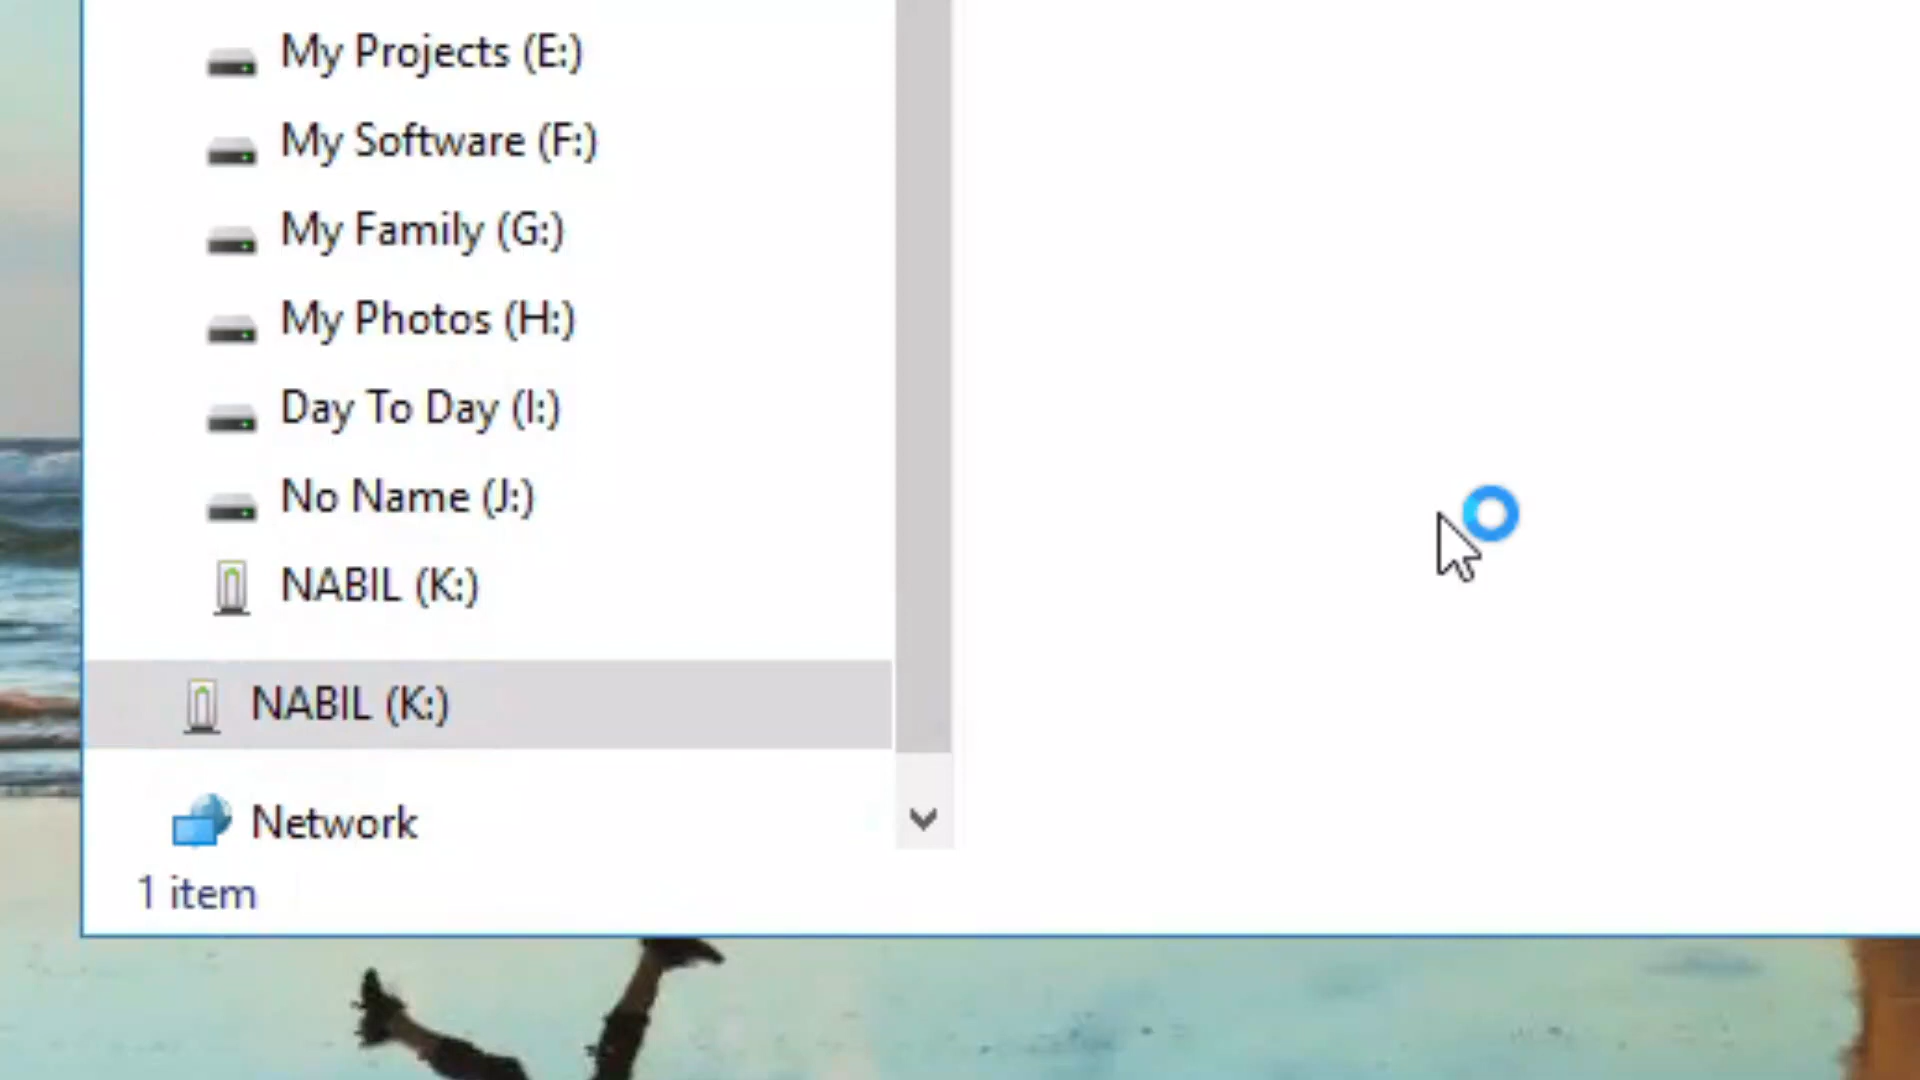 My Projects (E:)
My Software (F:)
My Family (G:)
My Photos (H:)
Day To Day (I:)
No Name (J:)
NABIL (K:)
NABIL (K:)
Network
1 item